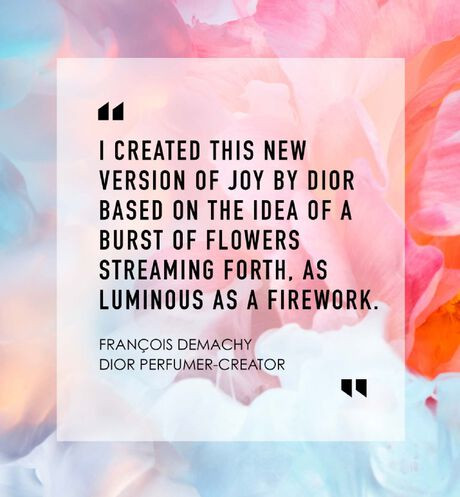 "
I CREATED THIS NEW
VERSION OF JOY BY DIOR
BASED ON THE IDEA OF A
BURST OF FLOWERS
STREAMING FORTH, AS
LUMINOUS AS A FIREWORK.
FRANÇOIS DEMACHY
DIOR PERFUMER-CREATOR
"